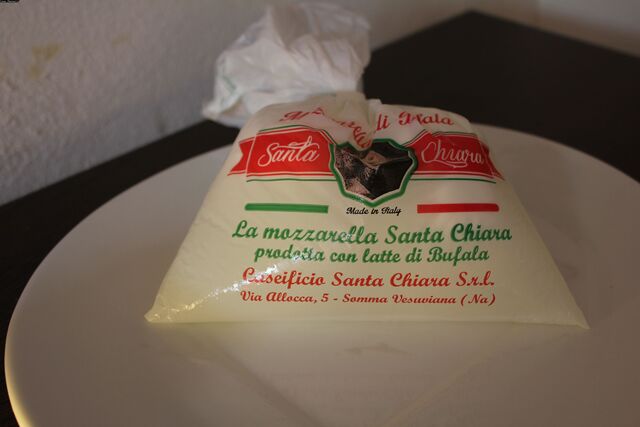 Santa Chiara
Made in Italy
La mozzarella Santa Chiara
prodotta con latte di Bufala
Caseificio Santa Chiara S.r.l.
Via Allocca, 5 - Somma Vesuviana (Na)